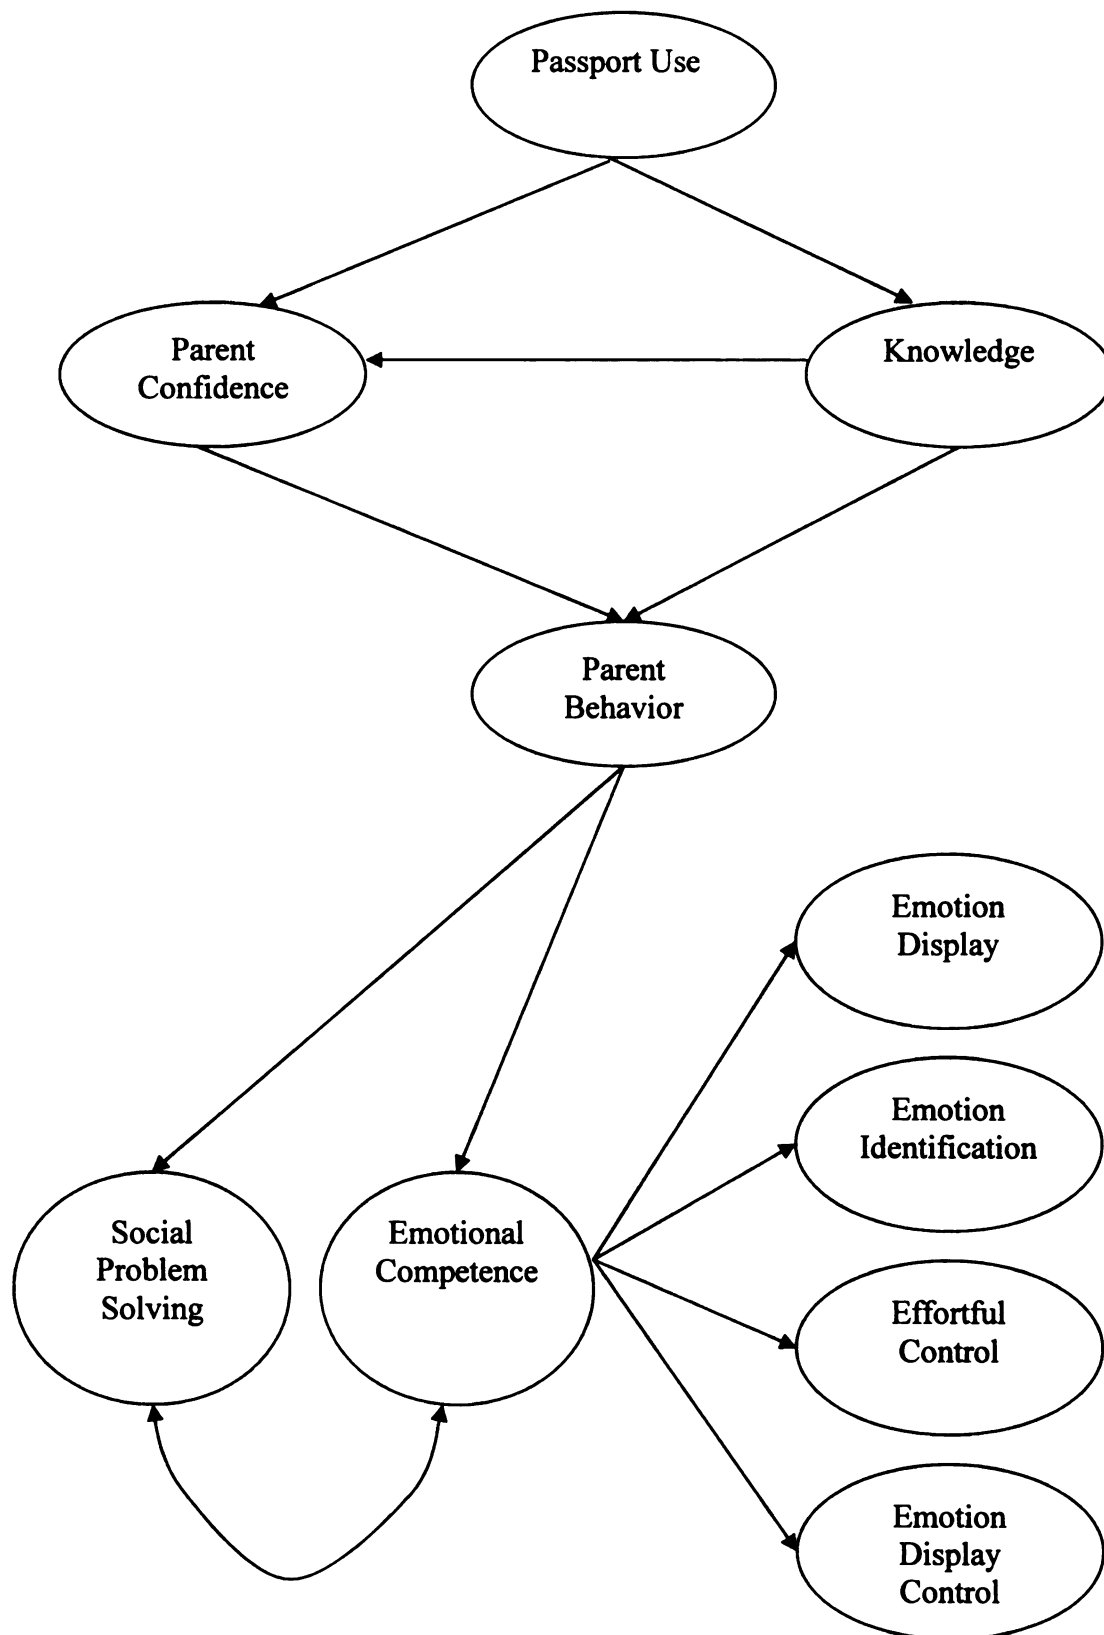 Passport Use
Parent
Confidence
Knowledge
Parent
Behavior
Emotion
Display
Emotion
Identification
Social
Problem
Solving
Emotional
Competence
Effortful
Control
Emotion
Display
Control